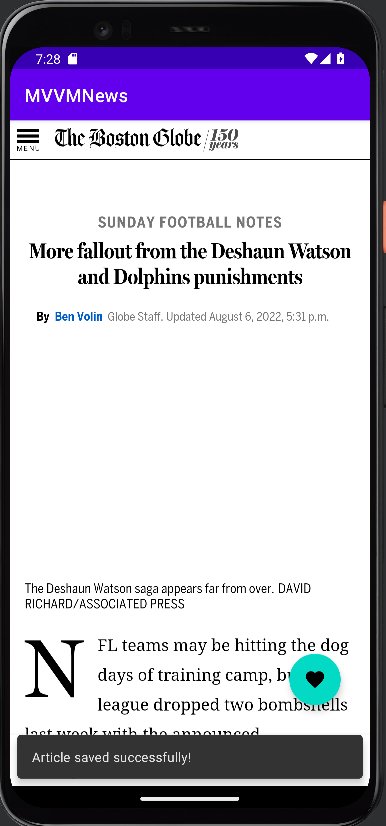 7:28
MVVMNews
MENU
The Boston Globe / 150 years
SUNDAY FOOTBALL NOTES
More fallout from the Deshaun Watson
and Dolphins punishments
By Ben Volin Globe Staff, Updated August 6, 2022, 5:31 p.m.
The Deshaun Watson saga appears far from over. DAVID
RICHARD/ASSOCIATED PRESS
NFL teams may be hitting the dog
days of training camp,
league dropped two bombshells
last week with the announced
Article saved successfully!